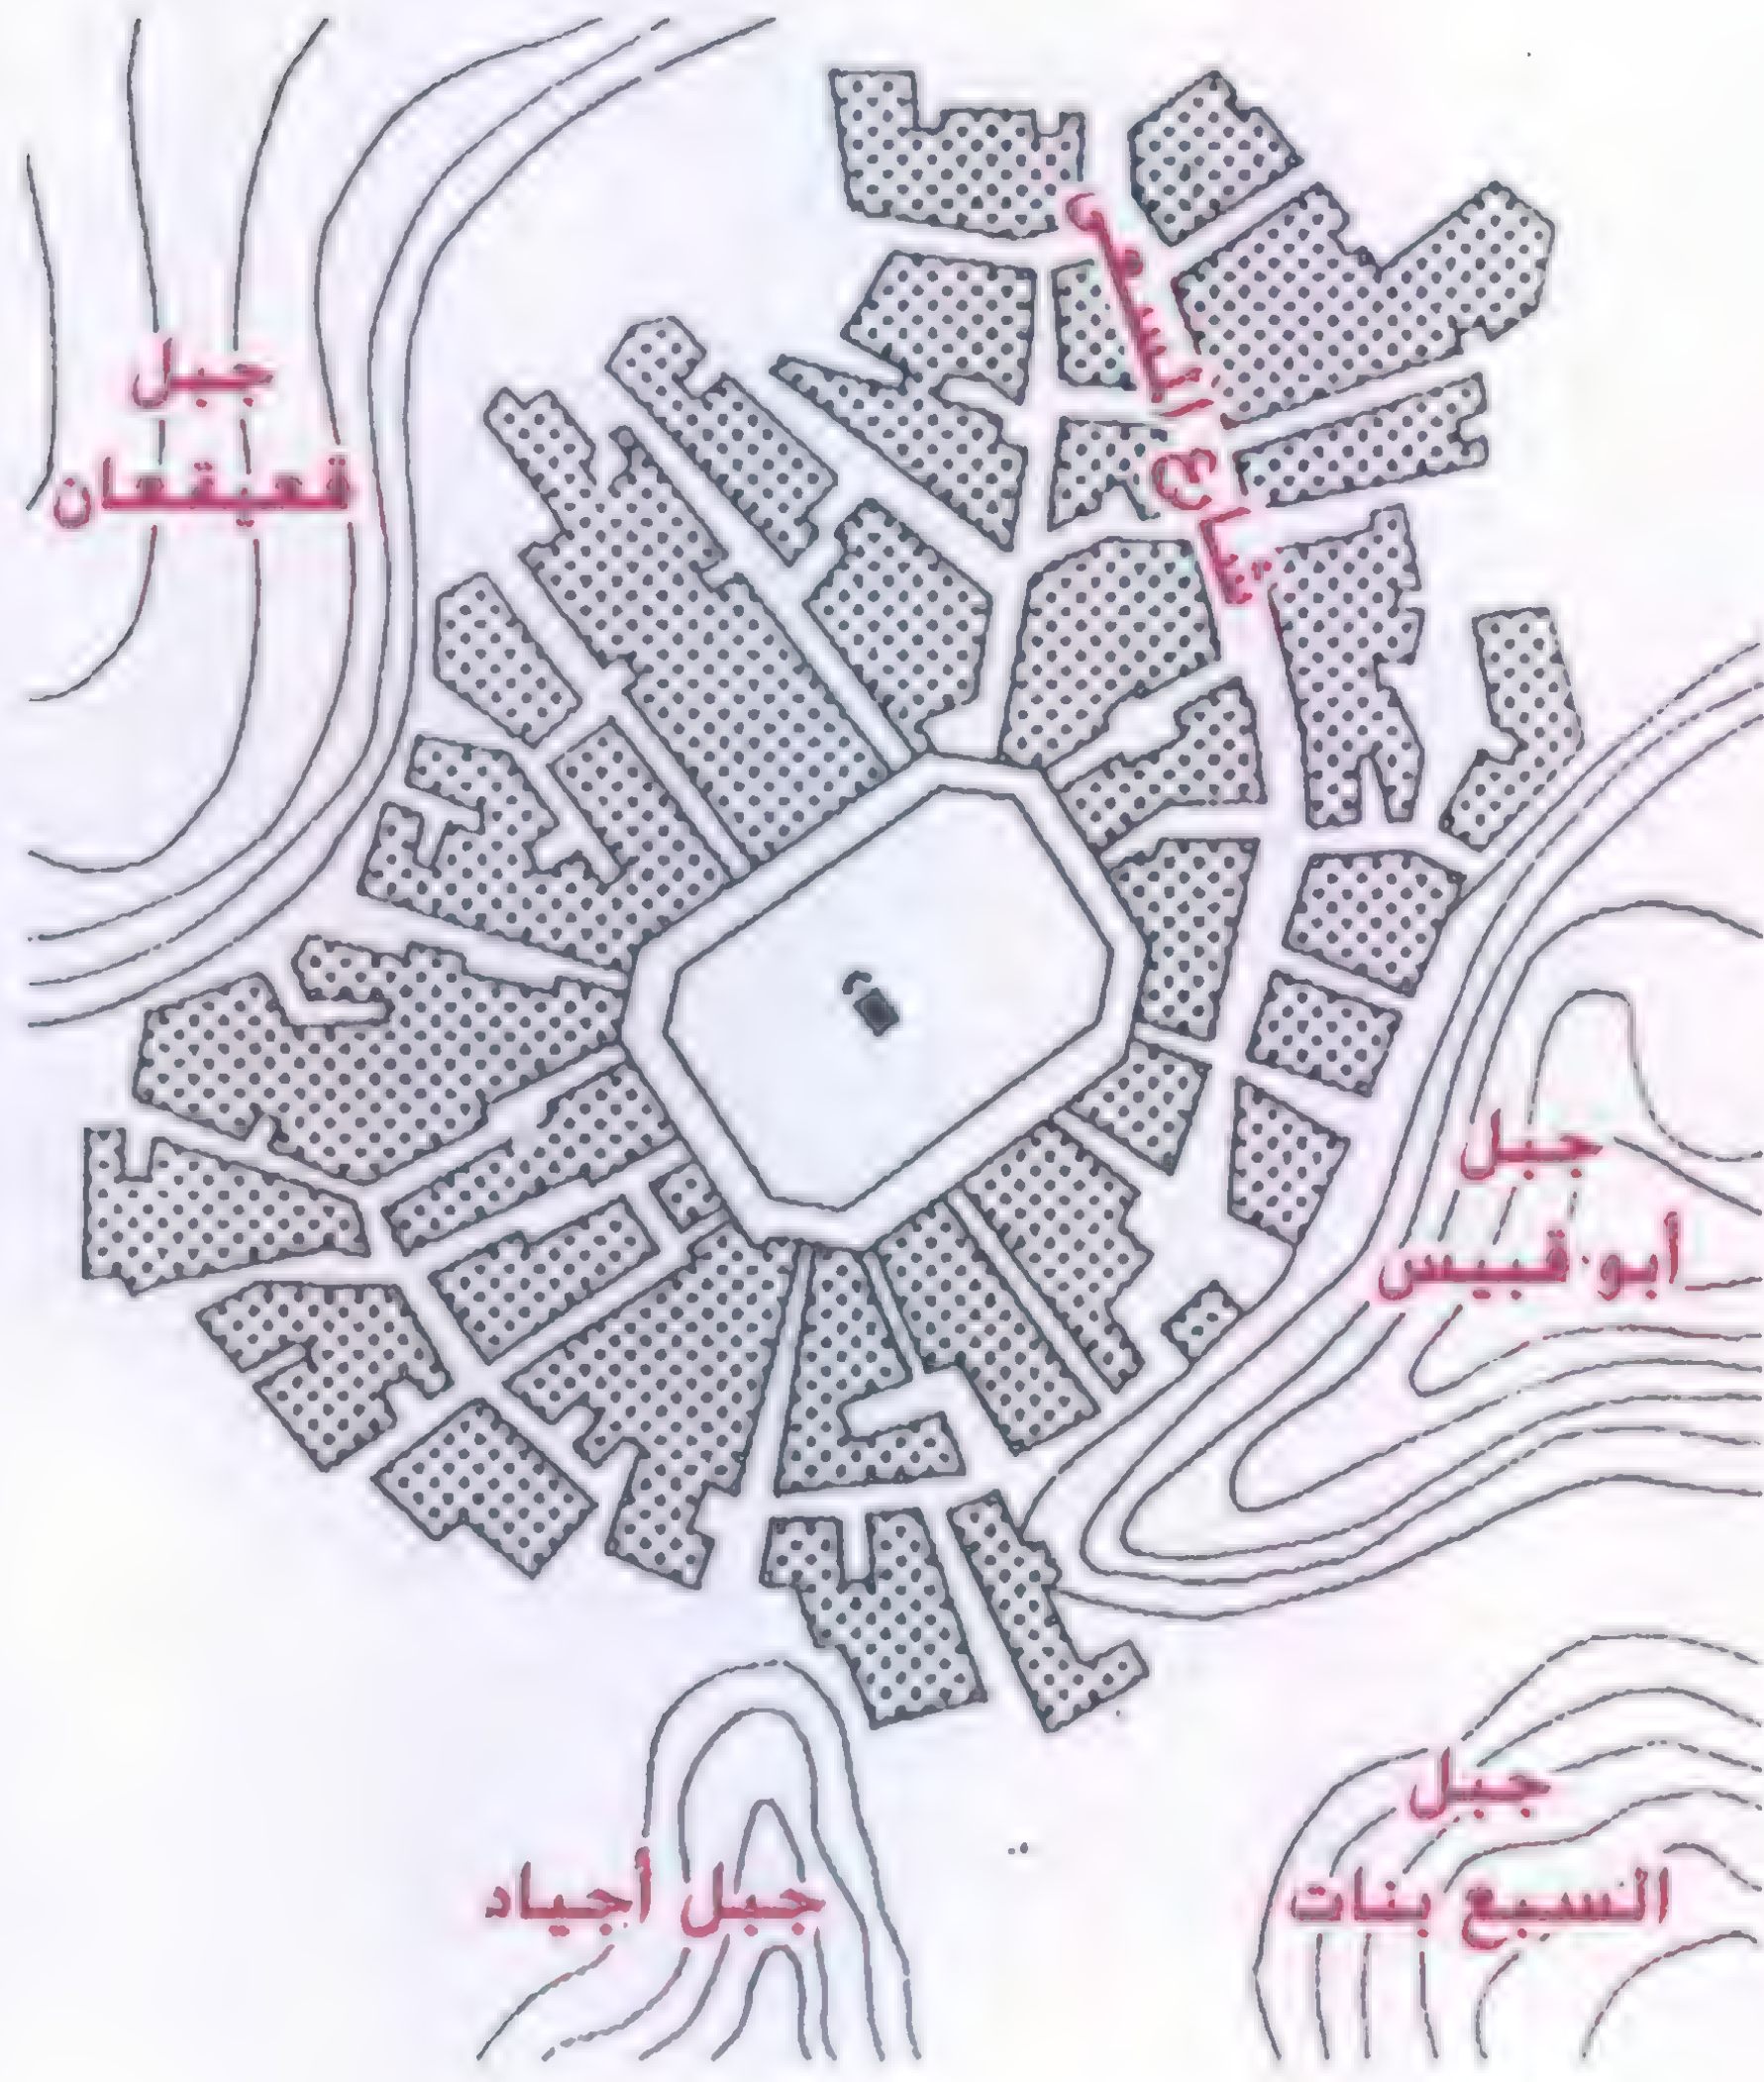 شارع المسعى
جبل
قعيقعان
جبل
أبو قبيس
جبل أجياد
جبل
السبع بنات